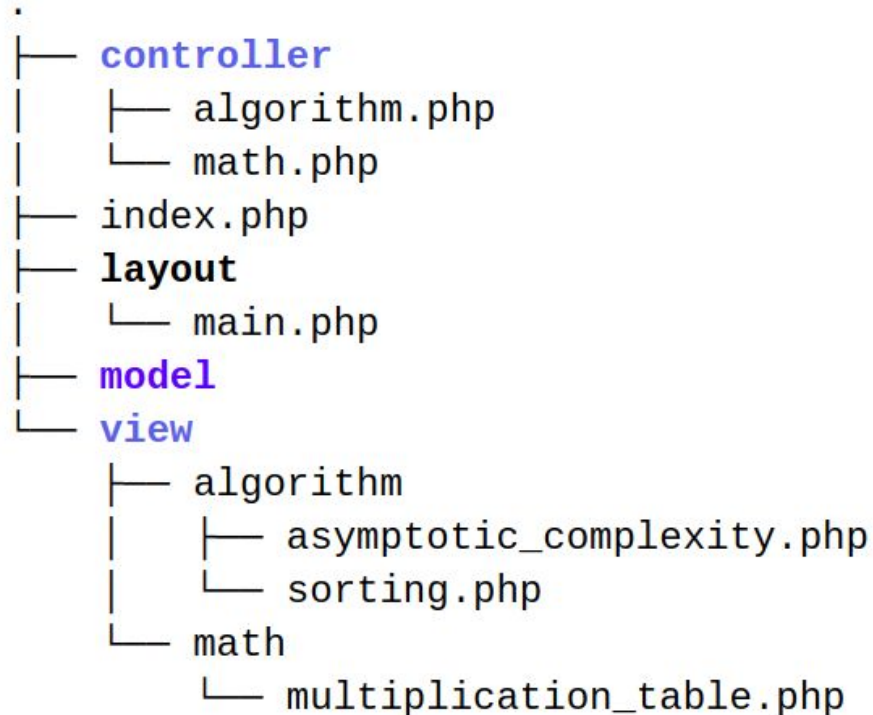 .
├── controller
│   ├── algorithm.php
│   └── math.php
├── index.php
├── layout
│   └── main.php
├── model
└── view
    ├── algorithm
    │   ├── asymptotic_complexity.php
    │   └── sorting.php
    └── math
        └── multiplication_table.php